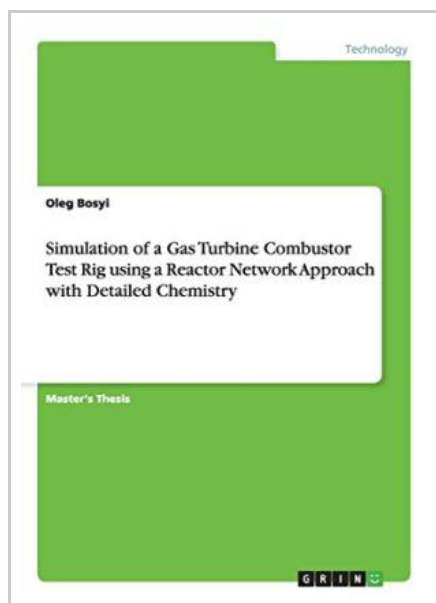 Technology
Oleg Bosyi
Simulation of a Gas Turbine Combustor
Test Rig using a Reactor Network Approach
with Detailed Chemistry
Master's Thesis
GRIN